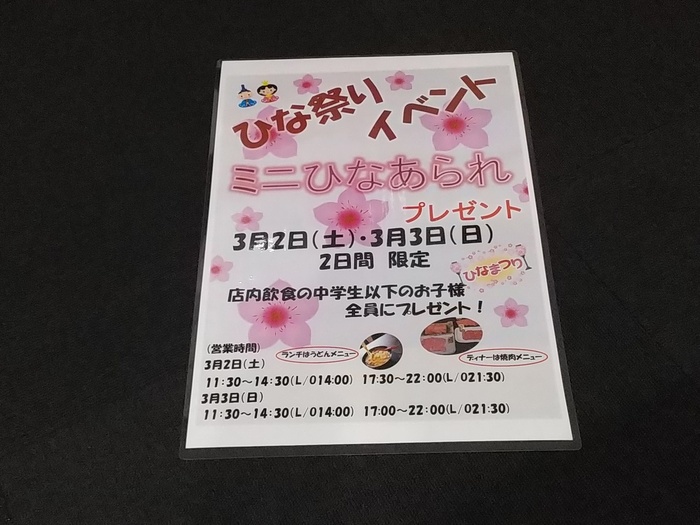 ひな祭り
イベント
ミニひなあられ
プレゼント
3月2日(土)・3月3日(日)
2日間 限定
ひなまつり
店内飲食の中学生以下のお子様
全員にプレゼント!
(営業時間)
ランチはうどんメニュー
ディナーは焼肉メニュー
3月2日(土)
11:30〜14:30(L/O14:00) 17:30〜22:00(L/O21:30)
3月3日(日)
11:30〜14:30(L/O14:00) 17:00〜22:00(L/O21:30)